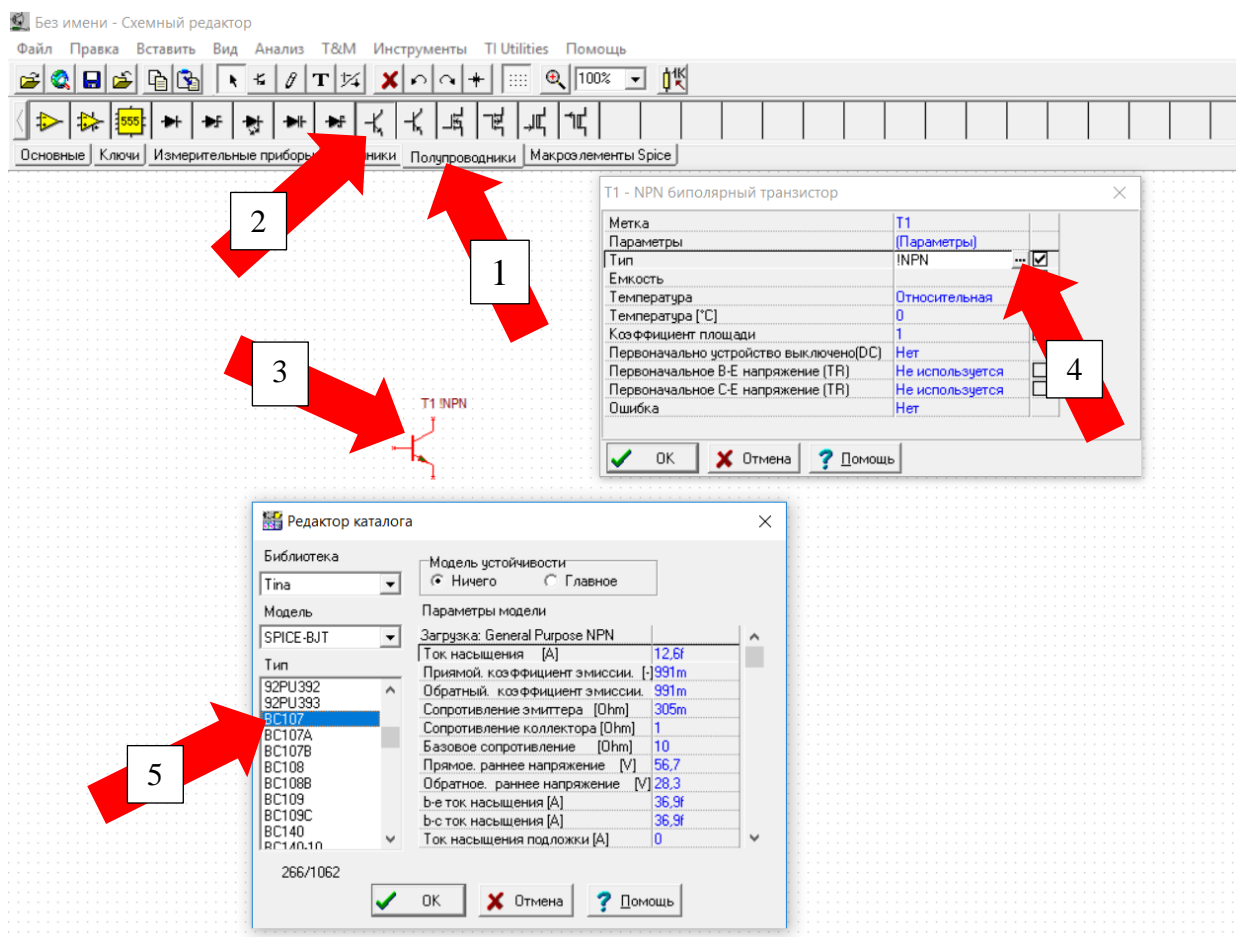 Без имени - Схемный редактор
Файл Правка Вставить Вид Анализ T&M Инструменты TI Utilities Помощь
T 100% 1K
555
Основные Ключи Измерительные приборы ники Полупроводники Макроэлементы Spice
2
1
T1 - NPN биполярный транзистор
Метка T1
Параметры (Параметры)
Тип !NPN ...
Емкость
Температура Относительная
Температура [°C] 0
Коэффициент площади 1
Первоначально устройство выключено(DC) Нет
Первоначальное B-E напряжение (TR) Не используется
Первоначальное C-E напряжение (TR) Не используется
Ошибка Нет
OK Отмена Помощь
4
3
T1 !NPN
Редактор каталога
Библиотека
Tina
Модель
SPICE-BJT
Тип
92PU392
92PU393
BC107
BC107A
BC107B
BC108
BC108B
BC109
BC109C
BC140
BC140-10
266/1062
Модель устойчивости
Ничего Главное
Параметры модели
Загрузка: General Purpose NPN
Ток насыщения [A] 12,6f
Прямой. коэффициент эмиссии. [-] 991m
Обратный. коэффициент эмиссии. 991m
Сопротивление эмиттера [Ohm] 305m
Сопротивление коллектора [Ohm] 1
Базовое сопротивление [Ohm] 10
Прямое. раннее напряжение [V] 56,7
Обратное. раннее напряжение [V] 28,3
b-e ток насыщения [A] 36,9f
b-c ток насыщения [A] 36,9f
Ток насыщения подложки [A] 0
OK Отмена Помощь
5